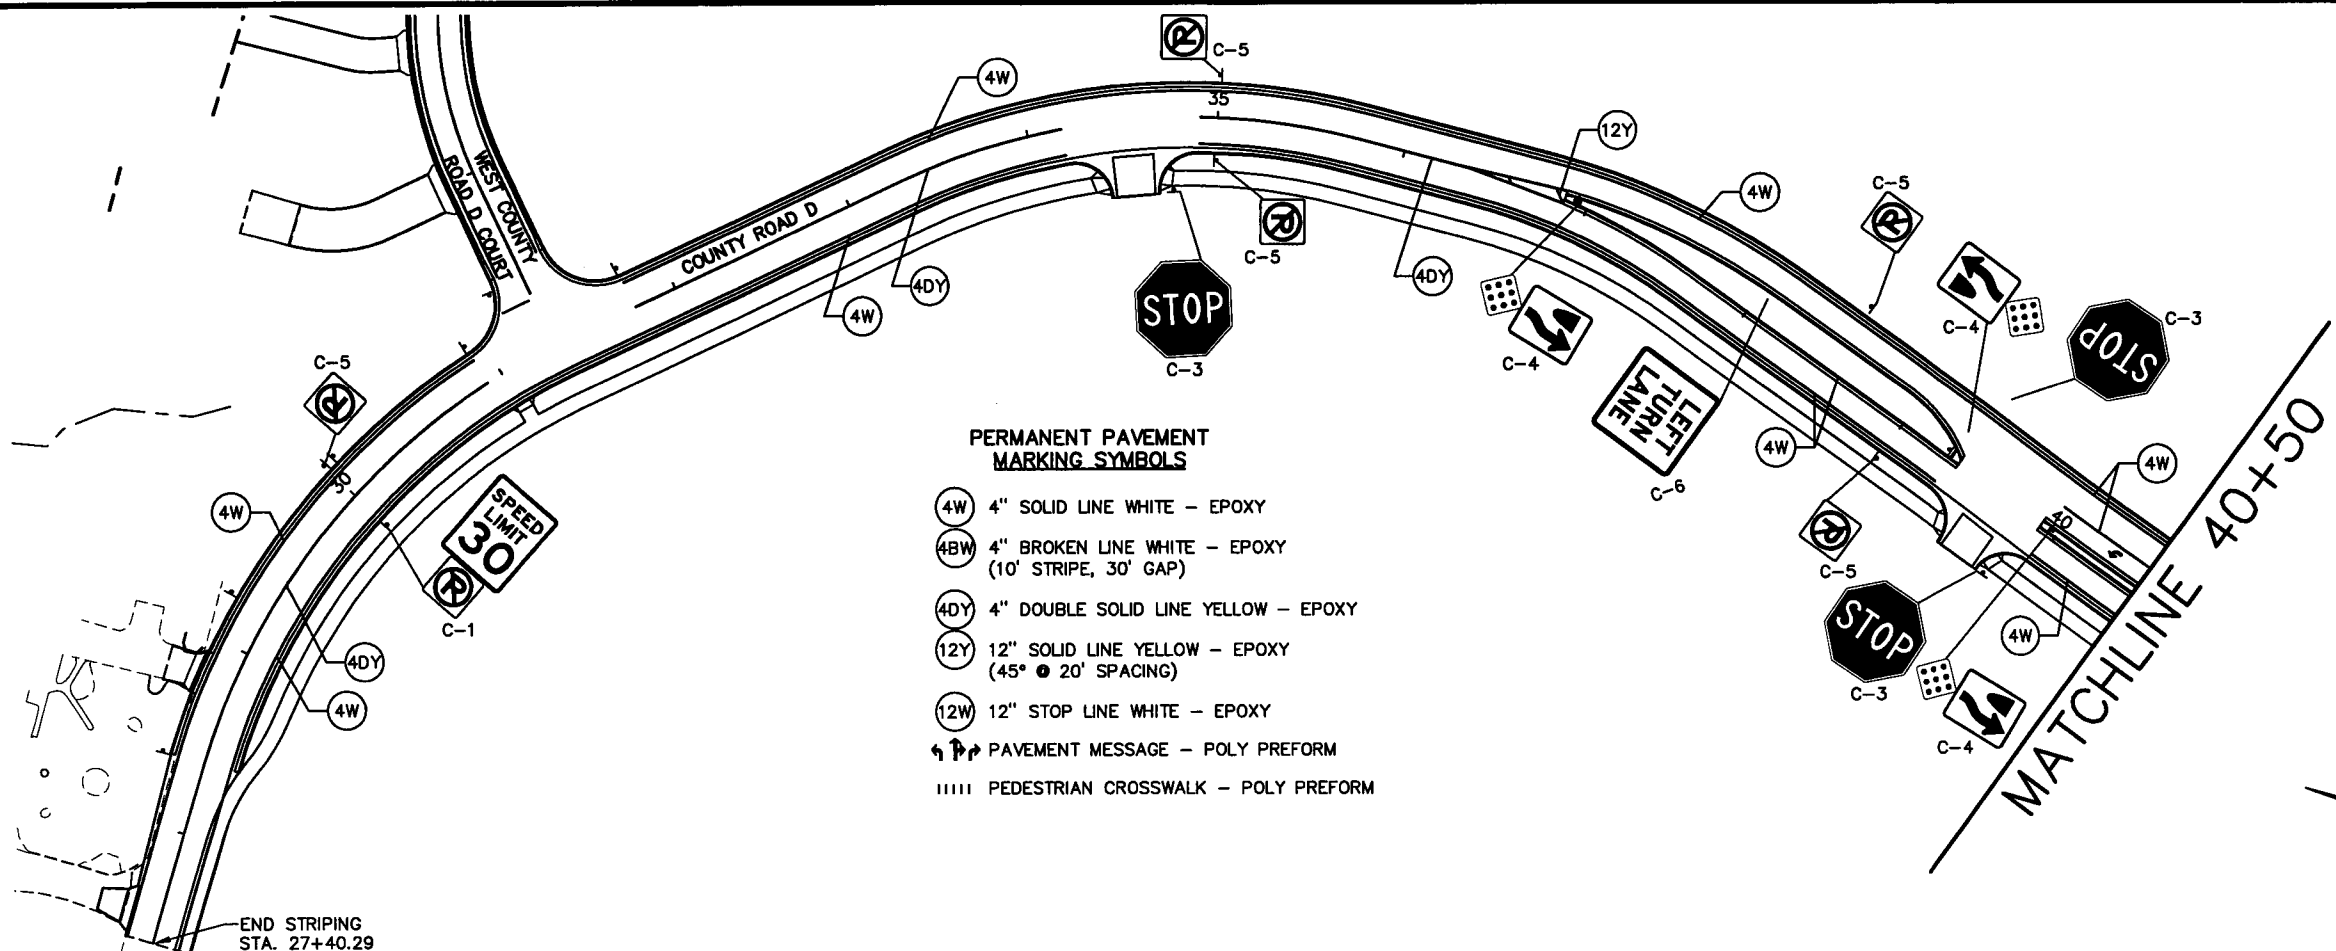 C-5
4W
35
12Y
WEST COUNTY
ROAD D COURT
COUNTY ROAD D
4W
C-5
C-5
4DY
4W
STOP
C-3
4DY
C-4
C-4
STOP
C-3
LEFT
TURN
LANE
C-6
C-5
30
4W
SPEED
LIMIT
30
C-1
4DY
4W
4W
C-5
4W
40
STOP
C-3
4W
C-4
MATCHLINE 40+50
PERMANENT PAVEMENT
MARKING SYMBOLS
4W 4" SOLID LINE WHITE - EPOXY
4BW 4" BROKEN LINE WHITE - EPOXY
(10' STRIPE, 30' GAP)
4DY 4" DOUBLE SOLID LINE YELLOW - EPOXY
12Y 12" SOLID LINE YELLOW - EPOXY
(45° @ 20' SPACING)
12W 12" STOP LINE WHITE - EPOXY
PAVEMENT MESSAGE - POLY PREFORM
PEDESTRIAN CROSSWALK - POLY PREFORM
END STRIPING
STA. 27+40.29